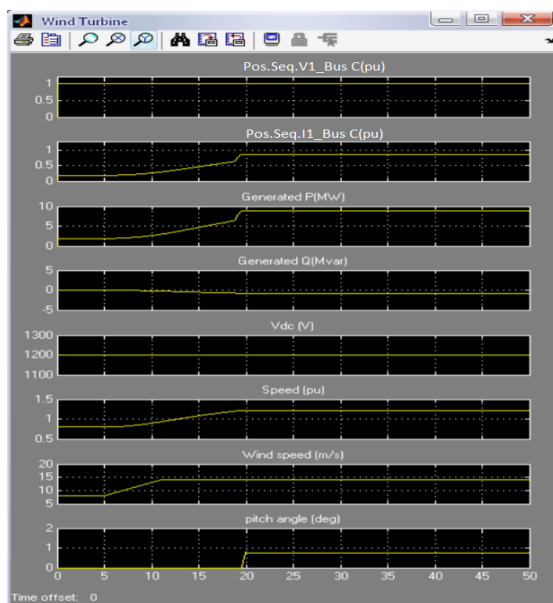 Wind Turbine
Pos.Seq.V1_Bus C(pu)
1
0.5
0
Pos.Seq.I1_Bus C(pu)
1
0.5
0
Generated P(MW)
10
5
0
Generated Q(Mvar)
5
0
-5
Vdc (V)
1300
1200
1100
Speed (pu)
1.5
1
0.5
Wind speed (m/s)
20
15
10
5
pitch angle (deg)
2
1
0
0 5 10 15 20 25 30 35 40 45 50
Time offset: 0